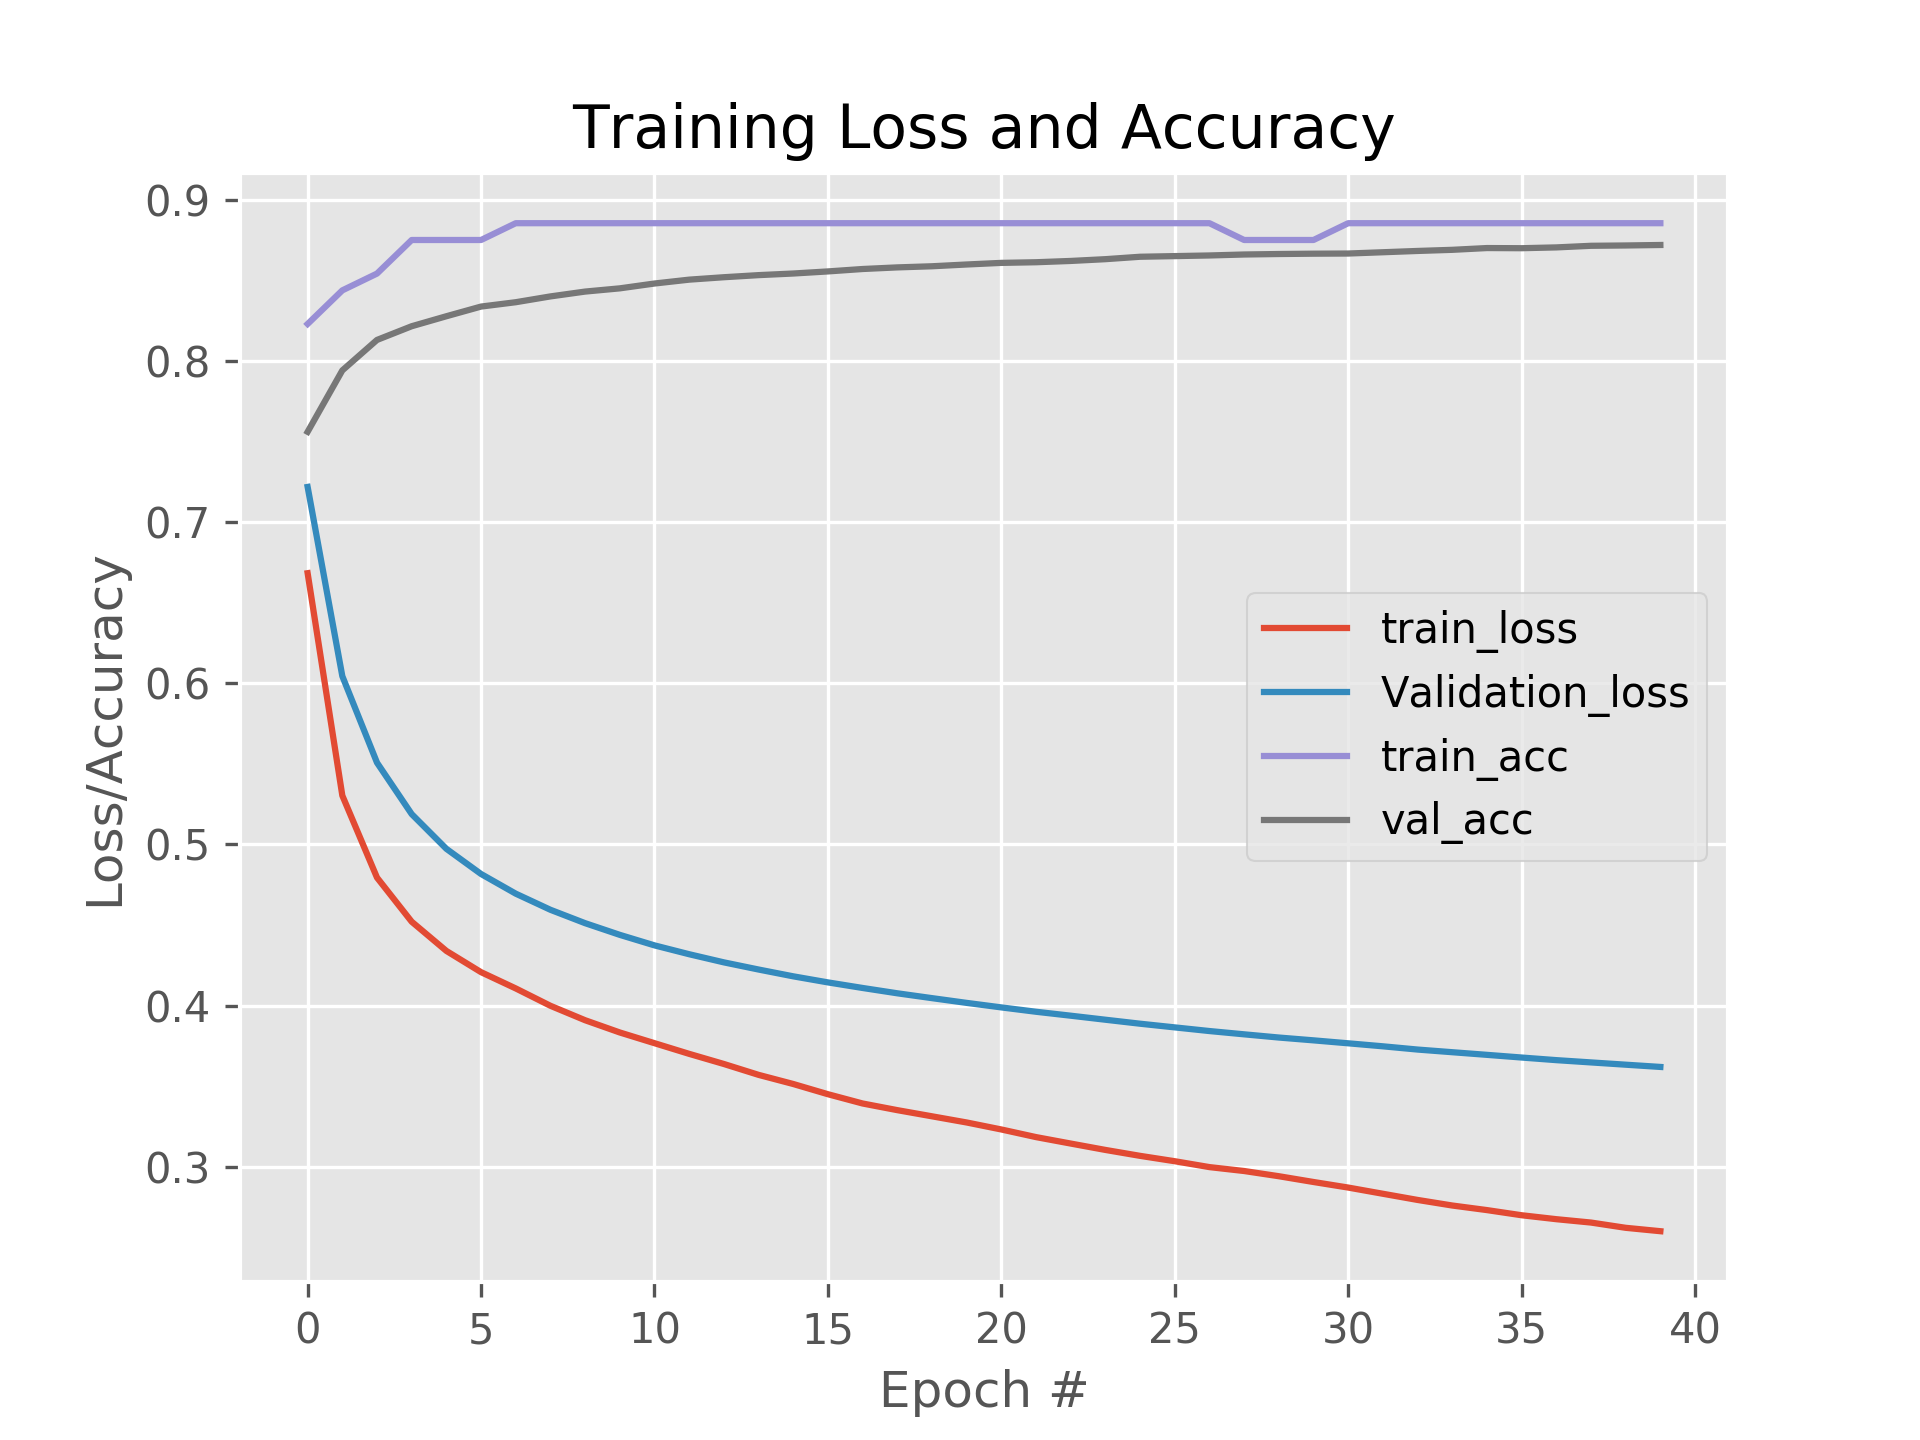 Training Loss and Accuracy
0.9
0.8
0.7
0.6
0.5
0.4
0.3
Loss/Accuracy
train_loss
Validation_loss
train_acc
val_acc
0 5 10 15 20 25 30 35 40
Epoch #